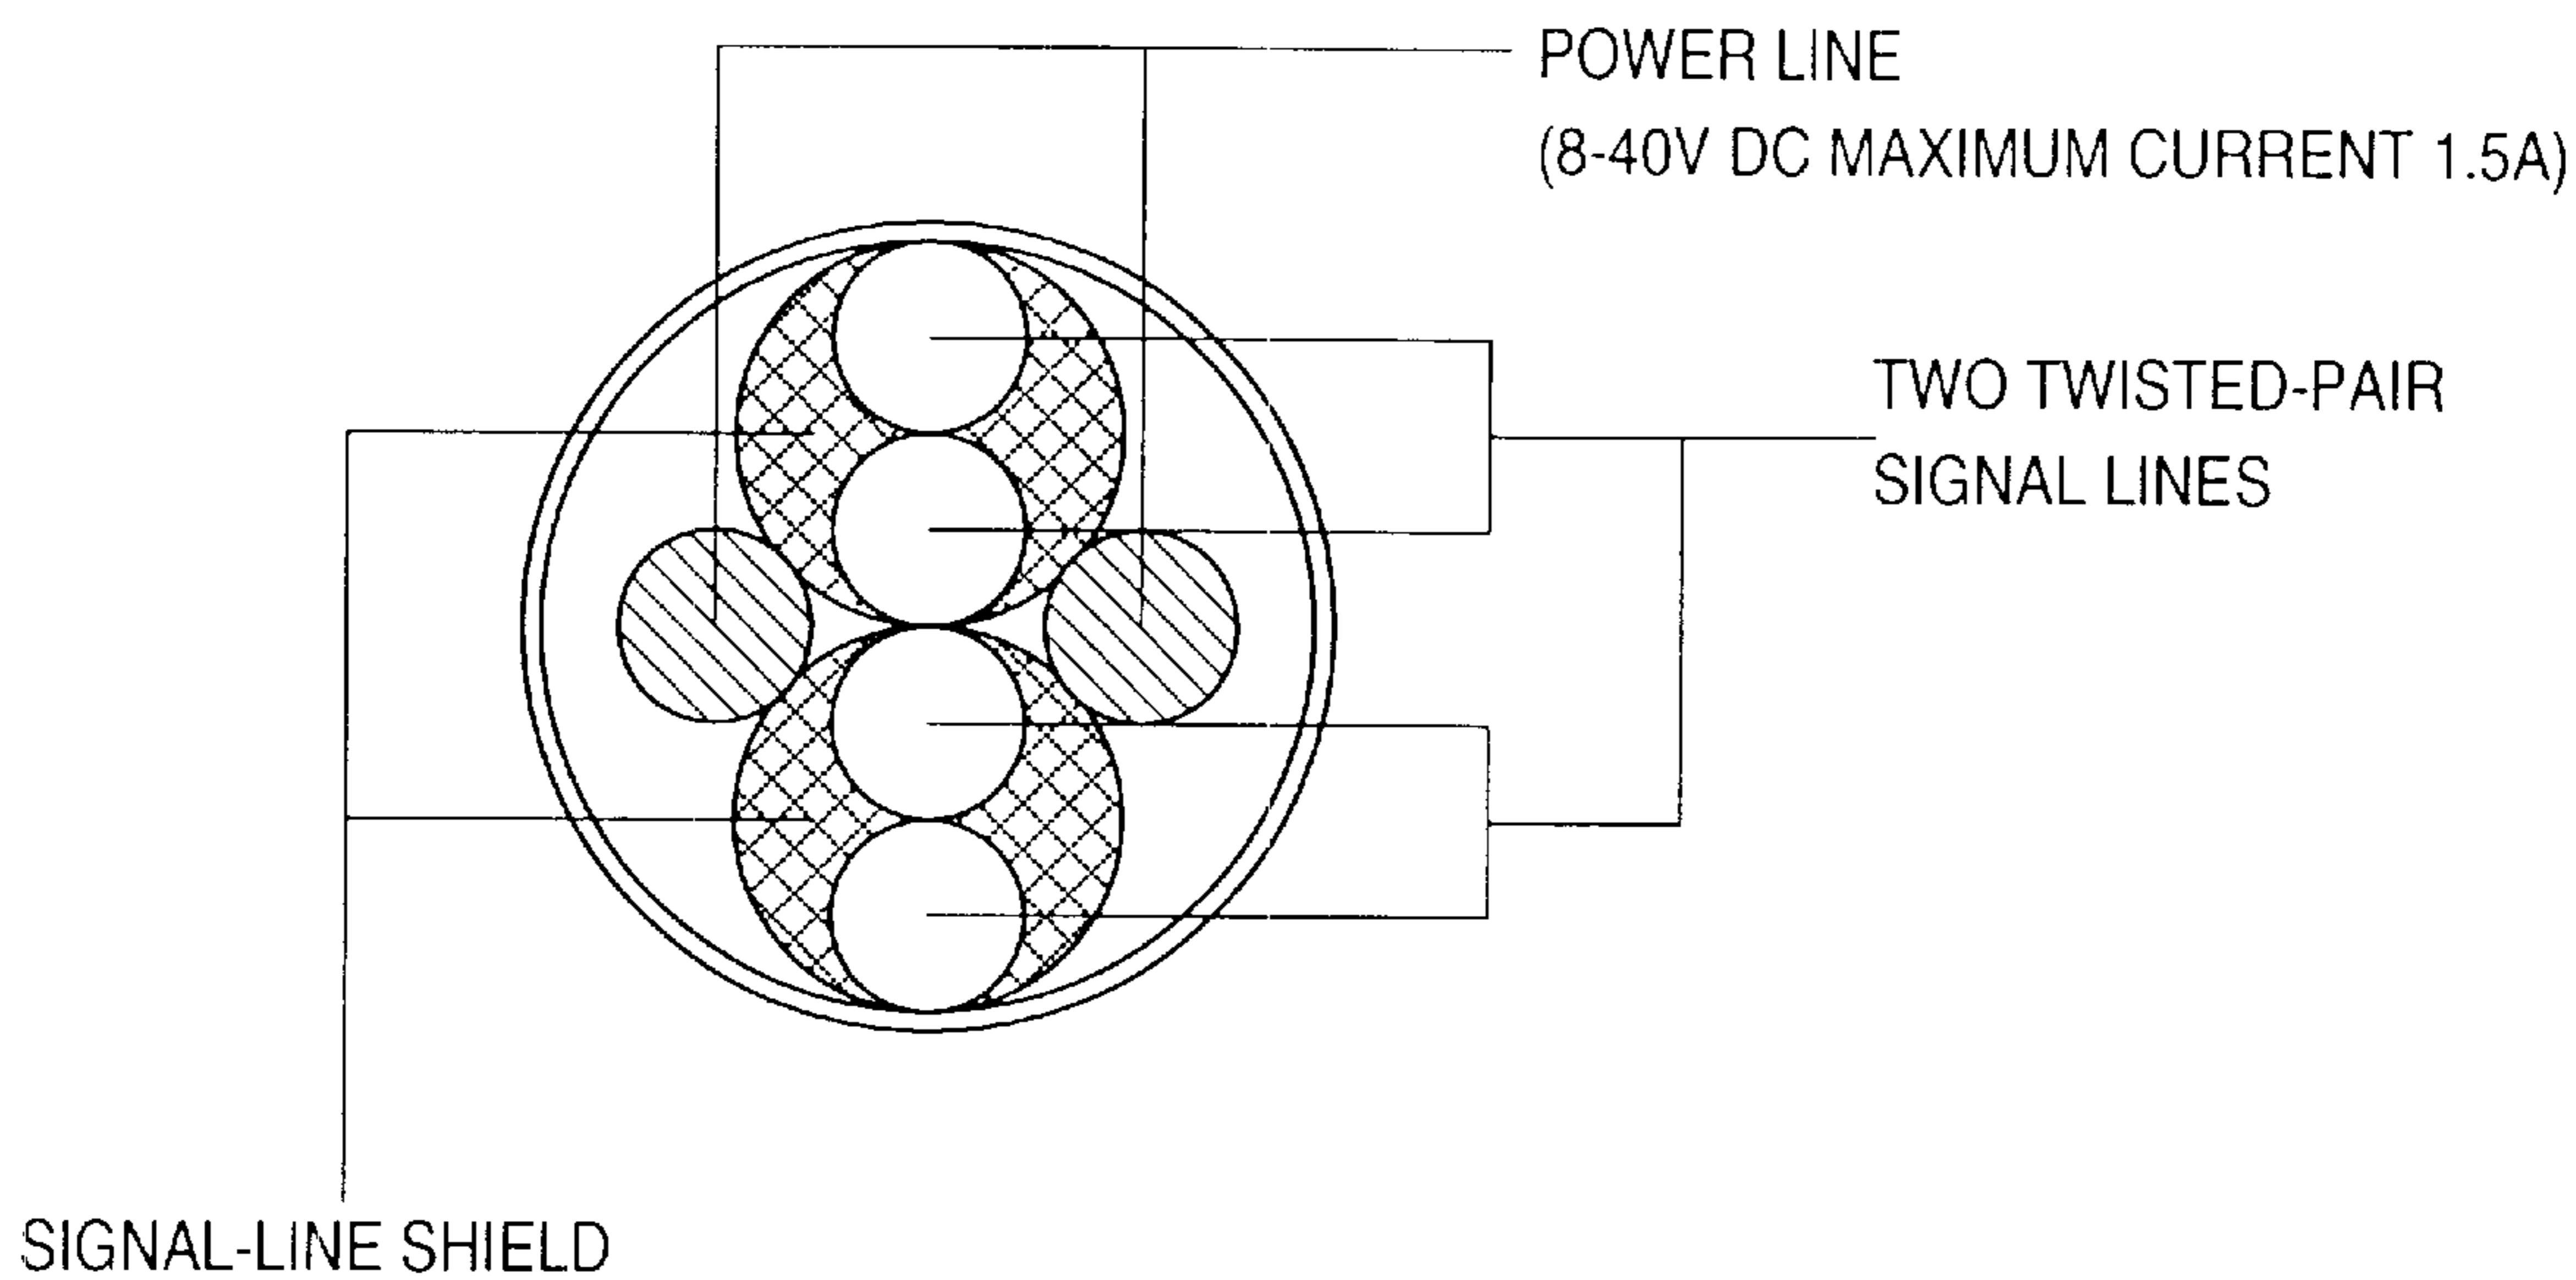 POWER LINE
(8-40V DC MAXIMUM CURRENT 1.5A)
TWO TWISTED-PAIR
SIGNAL LINES
SIGNAL-LINE SHIELD